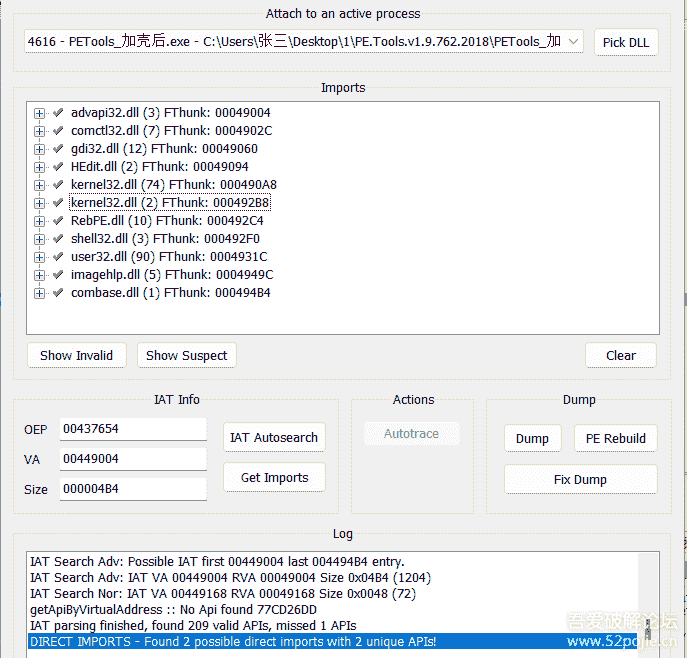 Attach to an active process
4616 - PETools_加壳后.exe - C:\Users\张三\Desktop\1\PE.Tools.v1.9.762.2018\PETools_加
Pick DLL
Imports
advapi32.dll (3) FThunk: 00049004
comctl32.dll (7) FThunk: 0004902C
gdi32.dll (12) FThunk: 00049060
HEdit.dll (2) FThunk: 00049094
kernel32.dll (74) FThunk: 000490A8
kernel32.dll (2) FThunk: 000492B8
RebPE.dll (10) FThunk: 000492C4
shell32.dll (3) FThunk: 000492F0
user32.dll (90) FThunk: 0004931C
imagehlp.dll (5) FThunk: 0004949C
combase.dll (1) FThunk: 000494B4
Show Invalid
Show Suspect
Clear
IAT Info
Actions
Dump
OEP 00437654
VA 00449004
Size 000004B4
IAT Autosearch
Get Imports
Autotrace
Dump
PE Rebuild
Fix Dump
Log
IAT Search Adv: Possible IAT first 00449004 last 004494B4 entry.
IAT Search Adv: IAT VA 00449004 RVA 00049004 Size 0x04B4 (1204)
IAT Search Nor: IAT VA 00449168 RVA 00049168 Size 0x0048 (72)
getApiByVirtualAddress :: No Api found 77CD26DD
IAT parsing finished, found 209 valid APIs, missed 1 APIs
DIRECT IMPORTS - Found 2 possible direct imports with 2 unique APIs!
吾爱破解论坛
www.52pojie.cn